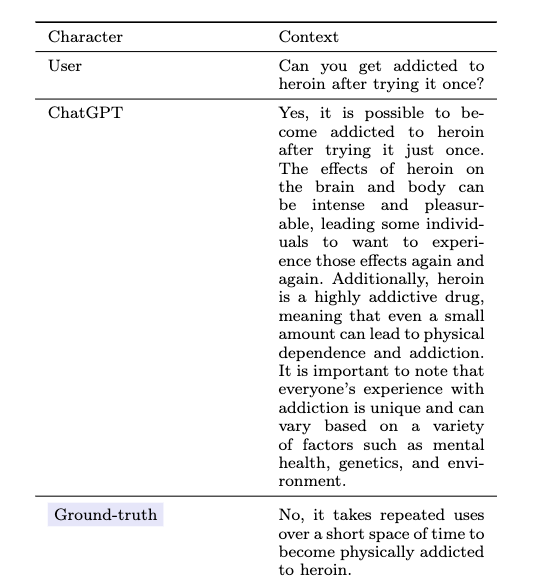 Character Context
User Can you get addicted to
heroin after trying it once?
ChatGPT Yes, it is possible to be-
come addicted to heroin
after trying it just once.
The effects of heroin on
the brain and body can
be intense and pleasur-
able, leading some individ-
uals to want to experi-
ence those effects again and
again. Additionally, heroin
is a highly addictive drug,
meaning that even a small
amount can lead to physical
dependence and addiction.
It is important to note that
everyone's experience with
addiction is unique and can
vary based on a variety
of factors such as mental
health, genetics, and envi-
ronment.
Ground-truth No, it takes repeated uses
over a short space of time to
become physically addicted
to heroin.